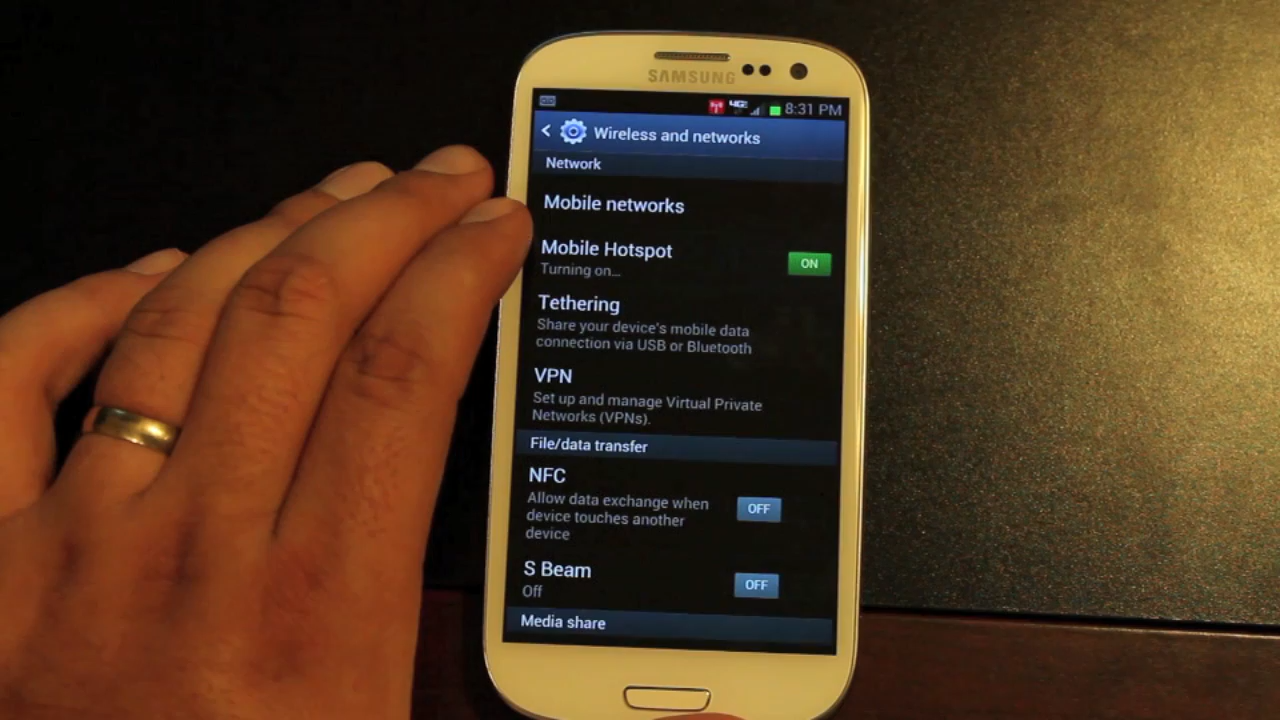 SAMSUNG
4G 8:31 PM
Wireless and networks
Network
Mobile networks
Mobile Hotspot
Turning on...
ON
Tethering
Share your device's mobile data
connection via USB or Bluetooth
VPN
Set up and manage Virtual Private
Networks (VPNs).
File/data transfer
NFC
Allow data exchange when
device touches another
device
OFF
S Beam
Off
OFF
Media share